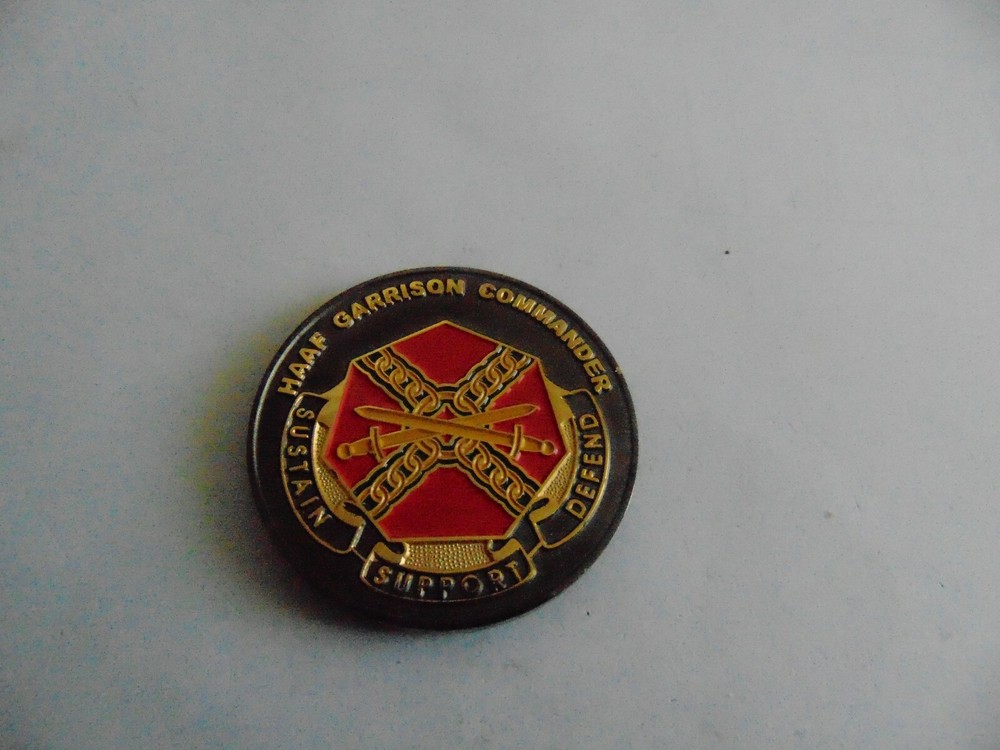 HAAF GARRISON COMMANDER
SUSTAIN
SUPPORT
DEFEND